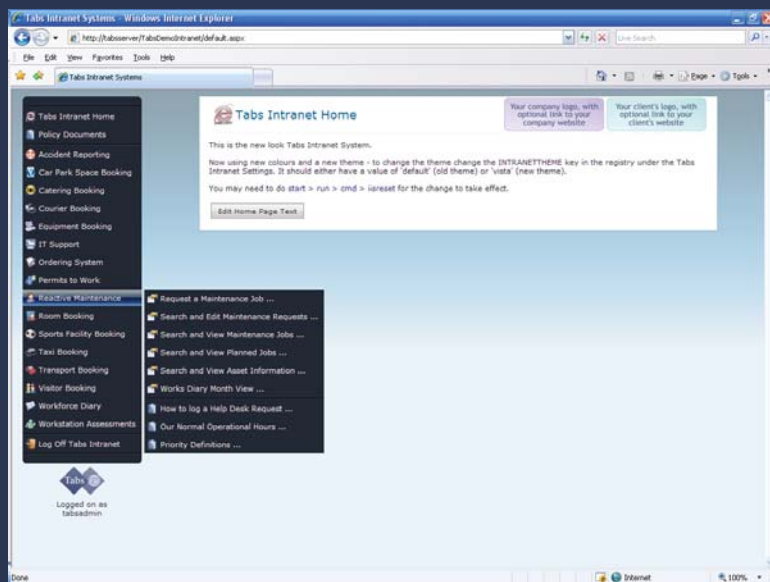 Tabs Intranet Systems - Windows Internet Explorer
http://tabsserver/TabsDemoIntranet/default.aspx
Live Search
File Edit View Favorites Tools Help
Tabs Intranet Systems
Page Tools
Tabs Intranet Home
Policy Documents
Accident Reporting
Car Park Space Booking
Catering Booking
Courier Booking
Equipment Booking
IT Support
Ordering System
Permits to Work
Reactive Maintenance
Room Booking
Sports Facility Booking
Taxi Booking
Transport Booking
Visitor Booking
Workforce Diary
Workstation Assessments
Log Off Tabs Intranet
Request a Maintenance Job ...
Search and Edit Maintenance Requests ...
Search and View Maintenance Jobs ...
Search and View Planned Jobs ...
Search and View Asset Information ...
Works Diary Month View ...
How to log a Help Desk Request ...
Our Normal Operational Hours ...
Priority Definitions ...
Tabs Intranet Home
Your company logo, with
optional link to your
company website
Your client's logo, with
optional link to your
client's website
This is the new look Tabs Intranet System.
Now using new colours and a new theme - to change the theme change the INTRANETTHEME key in the registry under the Tabs
Intranet Settings. It should either have a value of 'default' (old theme) or 'vista' (new theme).
You may need to do start > run > cmd > iisreset for the change to take effect.
Edit Home Page Text
Tabs
Logged on as
tabsadmin
Done
Internet
100%